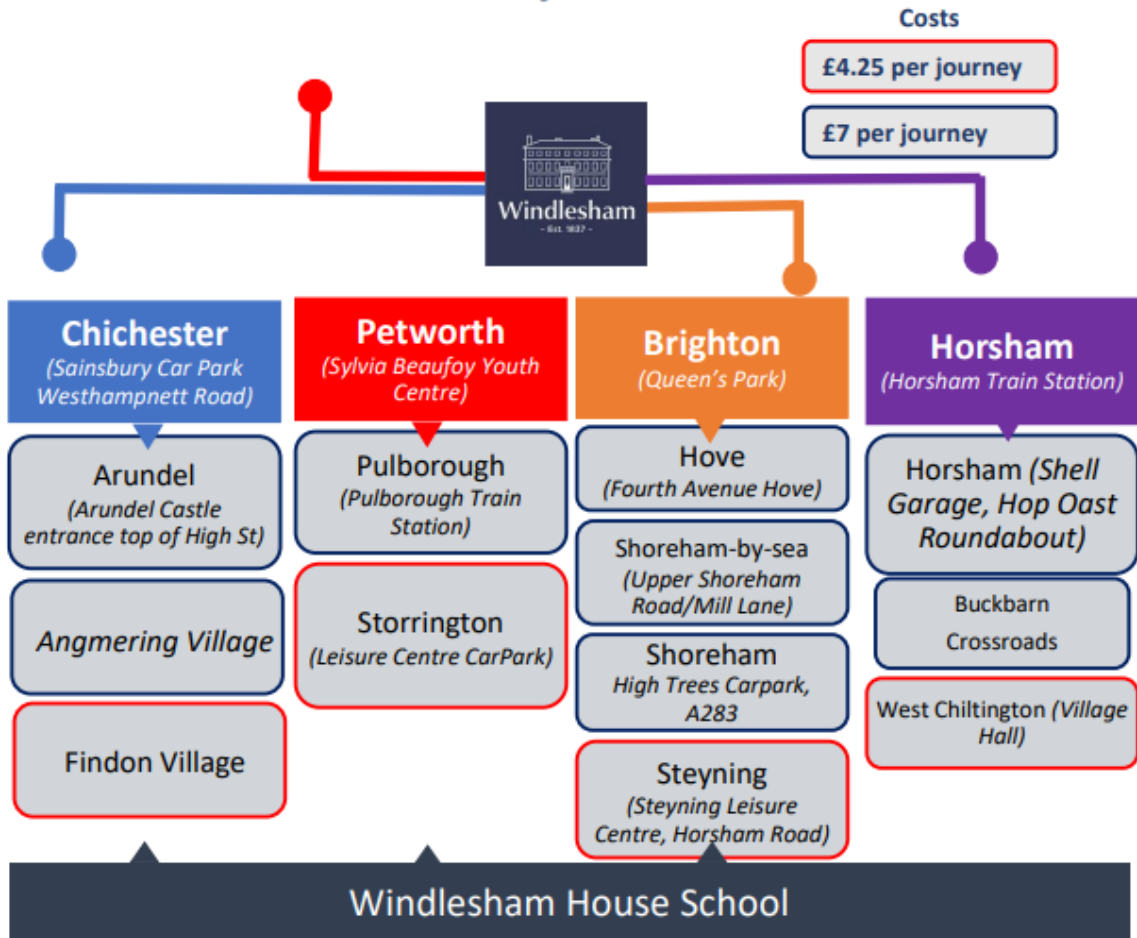 Costs
£4.25 per journey
£7 per journey
Windlesham
- Est. 1837 -
Chichester
(Sainsbury Car Park
Westhampnett Road)
Arundel
(Arundel Castle
entrance top of High St)
Angmering Village
Findon Village
Petworth
(Sylvia Beaufoy Youth
Centre)
Pulborough
(Pulborough Train
Station)
Storrington
(Leisure Centre CarPark)
Brighton
(Queen's Park)
Hove
(Fourth Avenue Hove)
Shoreham-by-sea
(Upper Shoreham
Road/Mill Lane)
Shoreham
High Trees Carpark,
A283
Steyning
(Steyning Leisure
Centre, Horsham Road)
Horsham
(Horsham Train Station)
Horsham (Shell
Garage, Hop Oast
Roundabout)
Buckbarn
Crossroads
West Chiltington (Village
Hall)
Windlesham House School